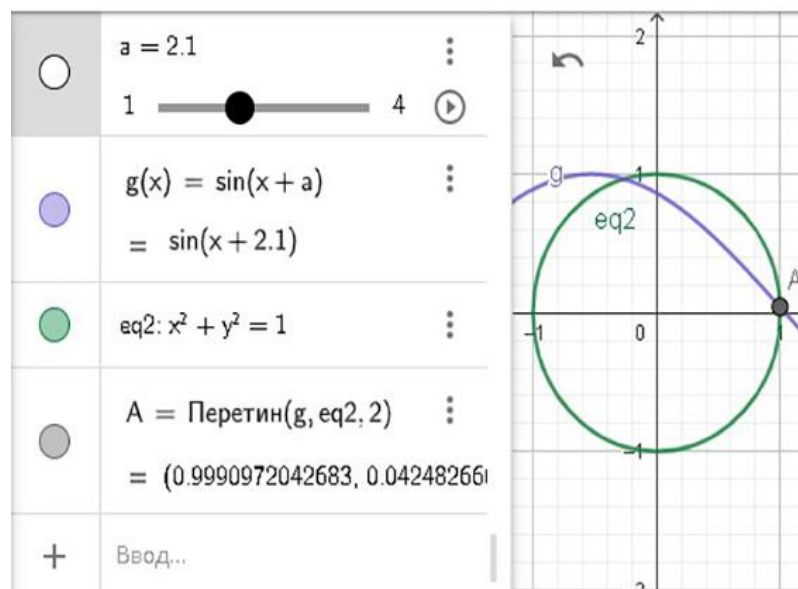 a = 2.1
1
4
g(x) = sin(x + a)
= sin(x + 2.1)
eq2: x² + y² = 1
A = Перетин(g, eq2, 2)
= (0.9990972042683, 0.04248266
Ввод...
2
g
1
eq2
A
-1
0
1
-1